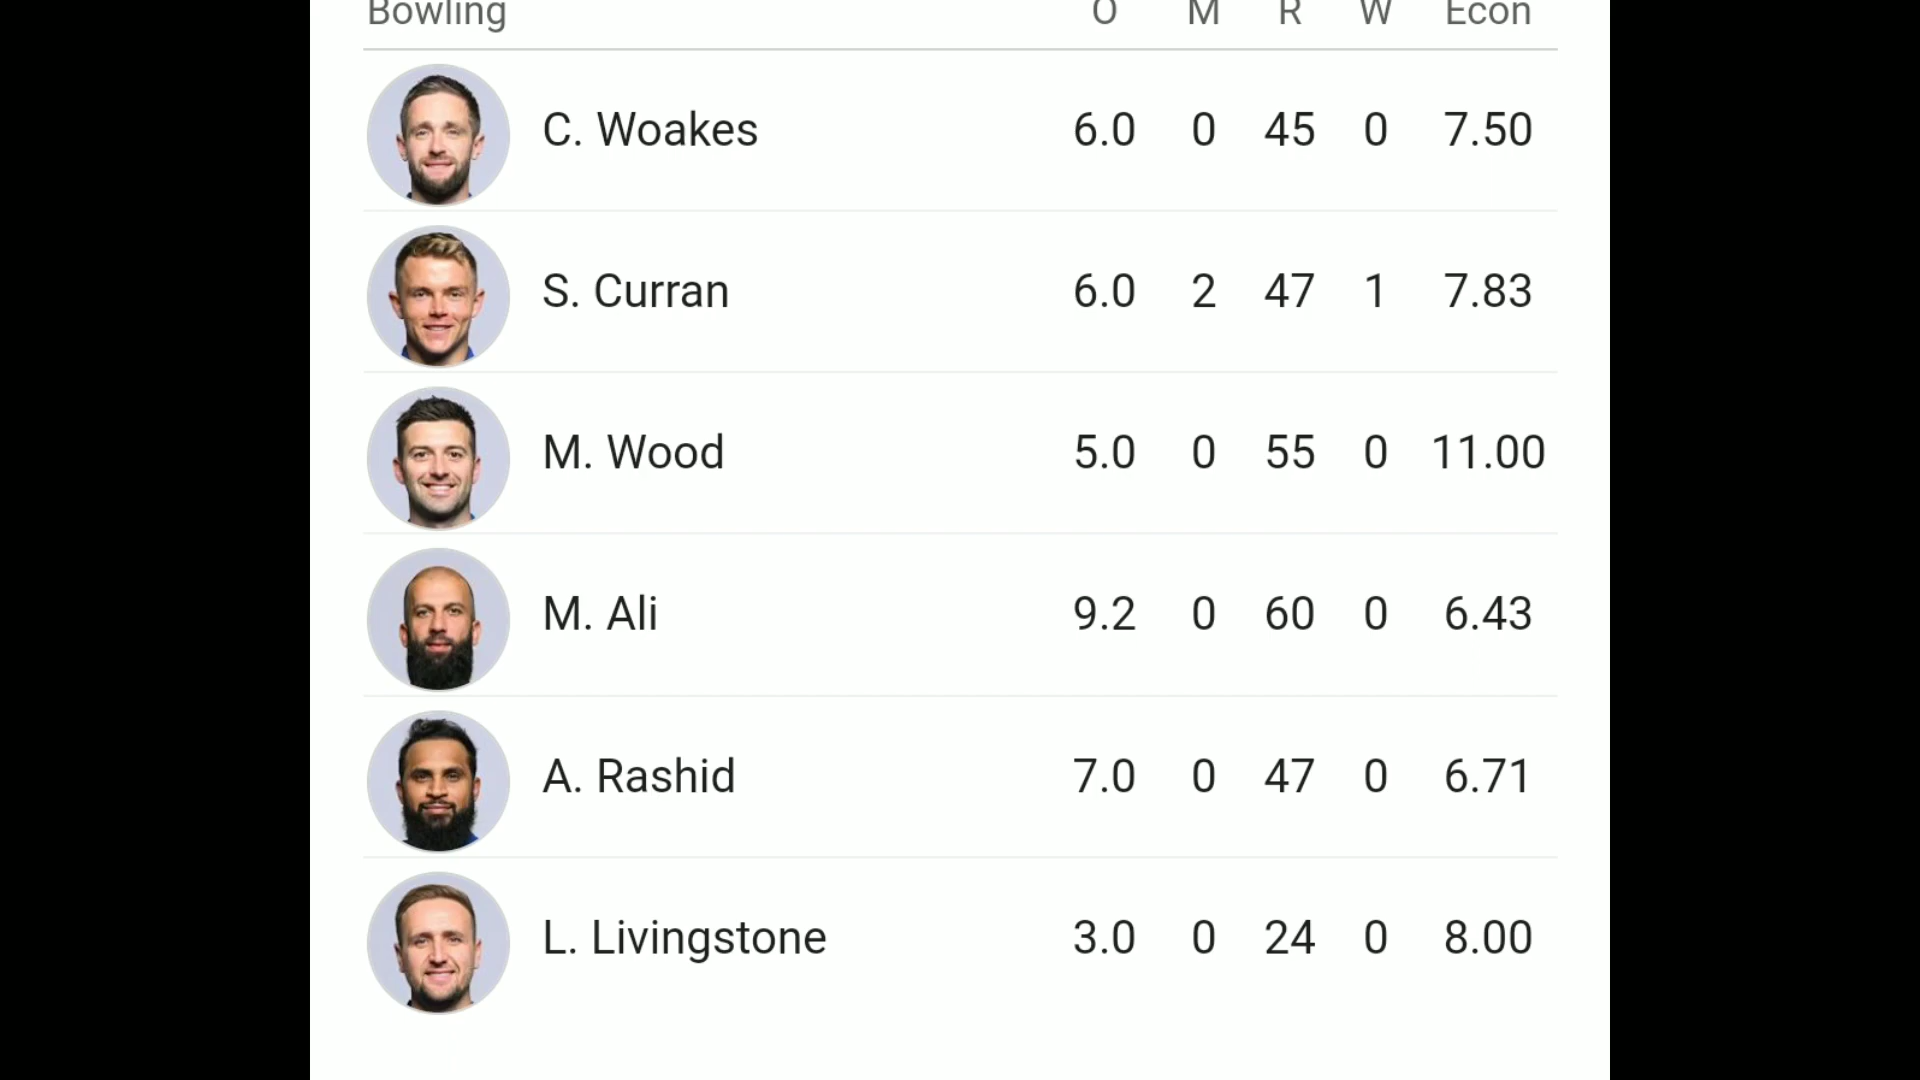 Bowling O M R W Econ
C. Woakes 6.0 0 45 0 7.50
S. Curran 6.0 2 47 1 7.83
M. Wood 5.0 0 55 0 11.00
M. Ali 9.2 0 60 0 6.43
A. Rashid 7.0 0 47 0 6.71
L. Livingstone 3.0 0 24 0 8.00